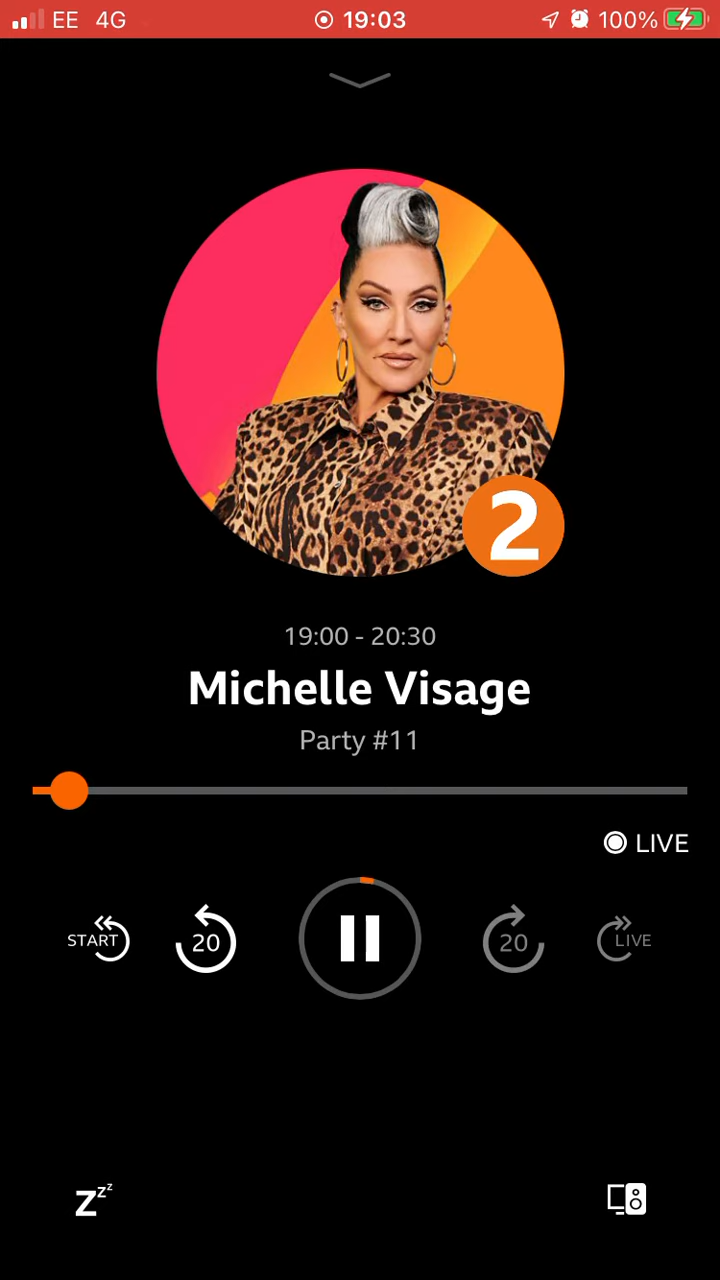 EE 4G 19:03 100%
2
19:00 - 20:30
Michelle Visage
Party #11
LIVE
START 20 20 LIVE
zzz